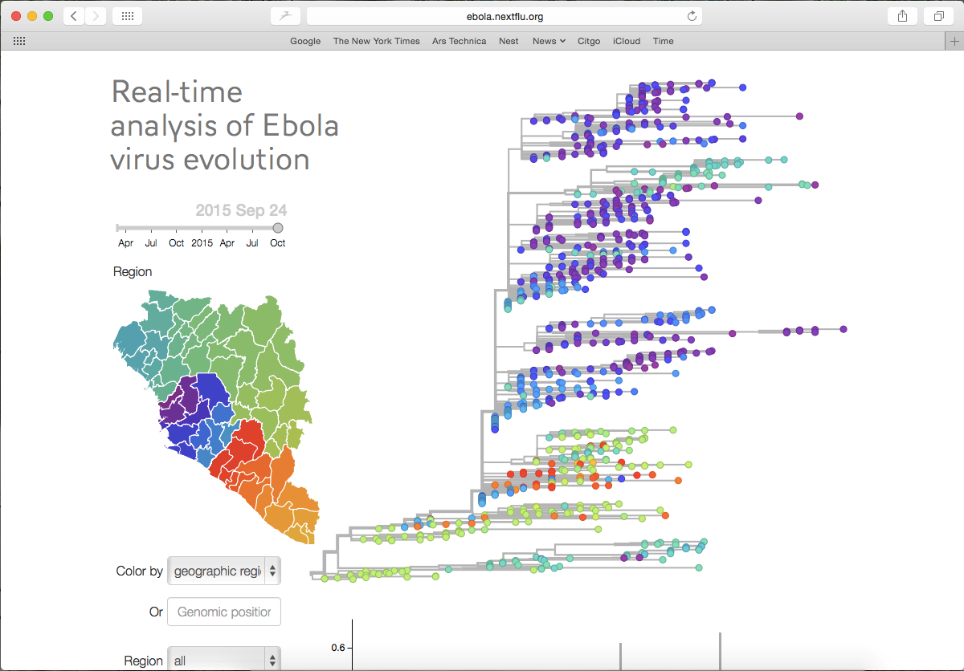 ebola.nextflu.org
Google The New York Times Ars Technica Nest News Citgo iCloud Time
Real-time
analysis of Ebola
virus evolution
2015 Sep 24
Apr Jul Oct 2015 Apr Jul Oct
Region
Color by geographic regi
Or Genomic position
0.6
Region all